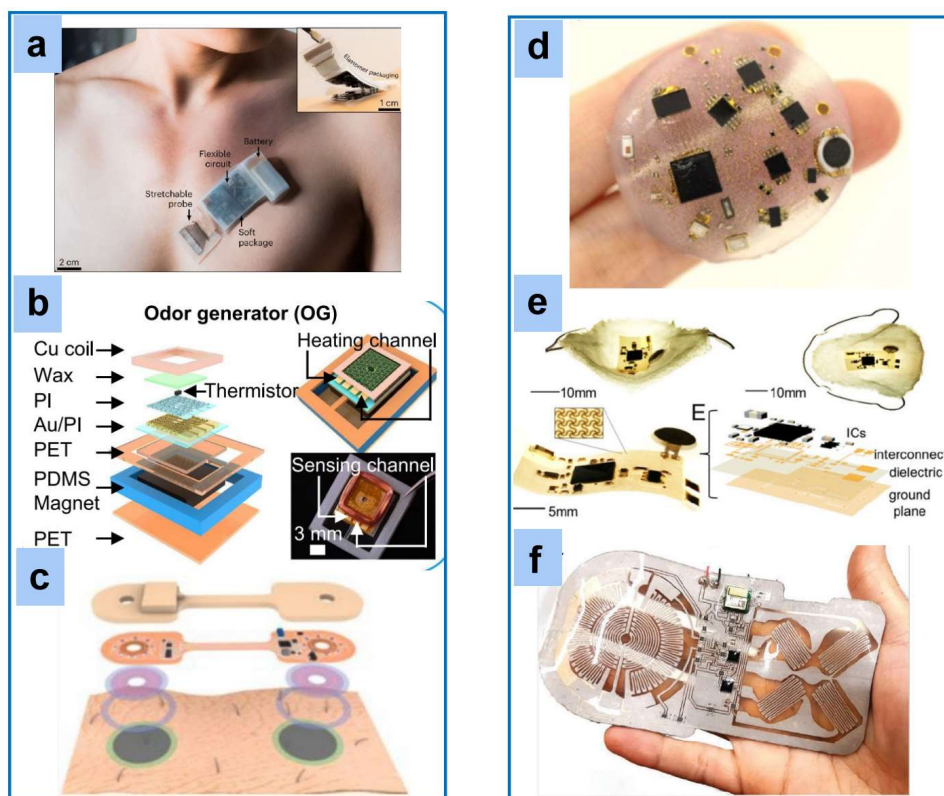 a
Elastomer packaging
1 cm
Battery
Flexible
circuit
Stretchable
probe
Soft
package
2 cm
b
Odor generator (OG)
Cu coil
Wax
PI
Au/PI
PET
PDMS
Magnet
PET
Thermistor
Heating channel
Sensing channel
3 mm
c
d
e
10mm
10mm
E
ICs
interconnect
dielectric
ground
plane
5mm
f